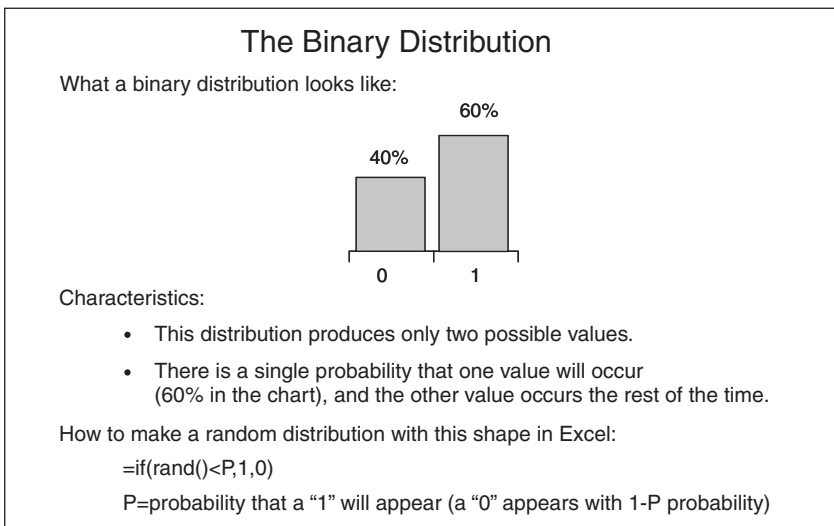 The Binary Distribution
What a binary distribution looks like:
60%
40%
0 1
Characteristics:
• This distribution produces only two possible values.
• There is a single probability that one value will occur
(60% in the chart), and the other value occurs the rest of the time.
How to make a random distribution with this shape in Excel:
=if(rand()<P,1,0)
P=probability that a “1” will appear (a “0” appears with 1-P probability)